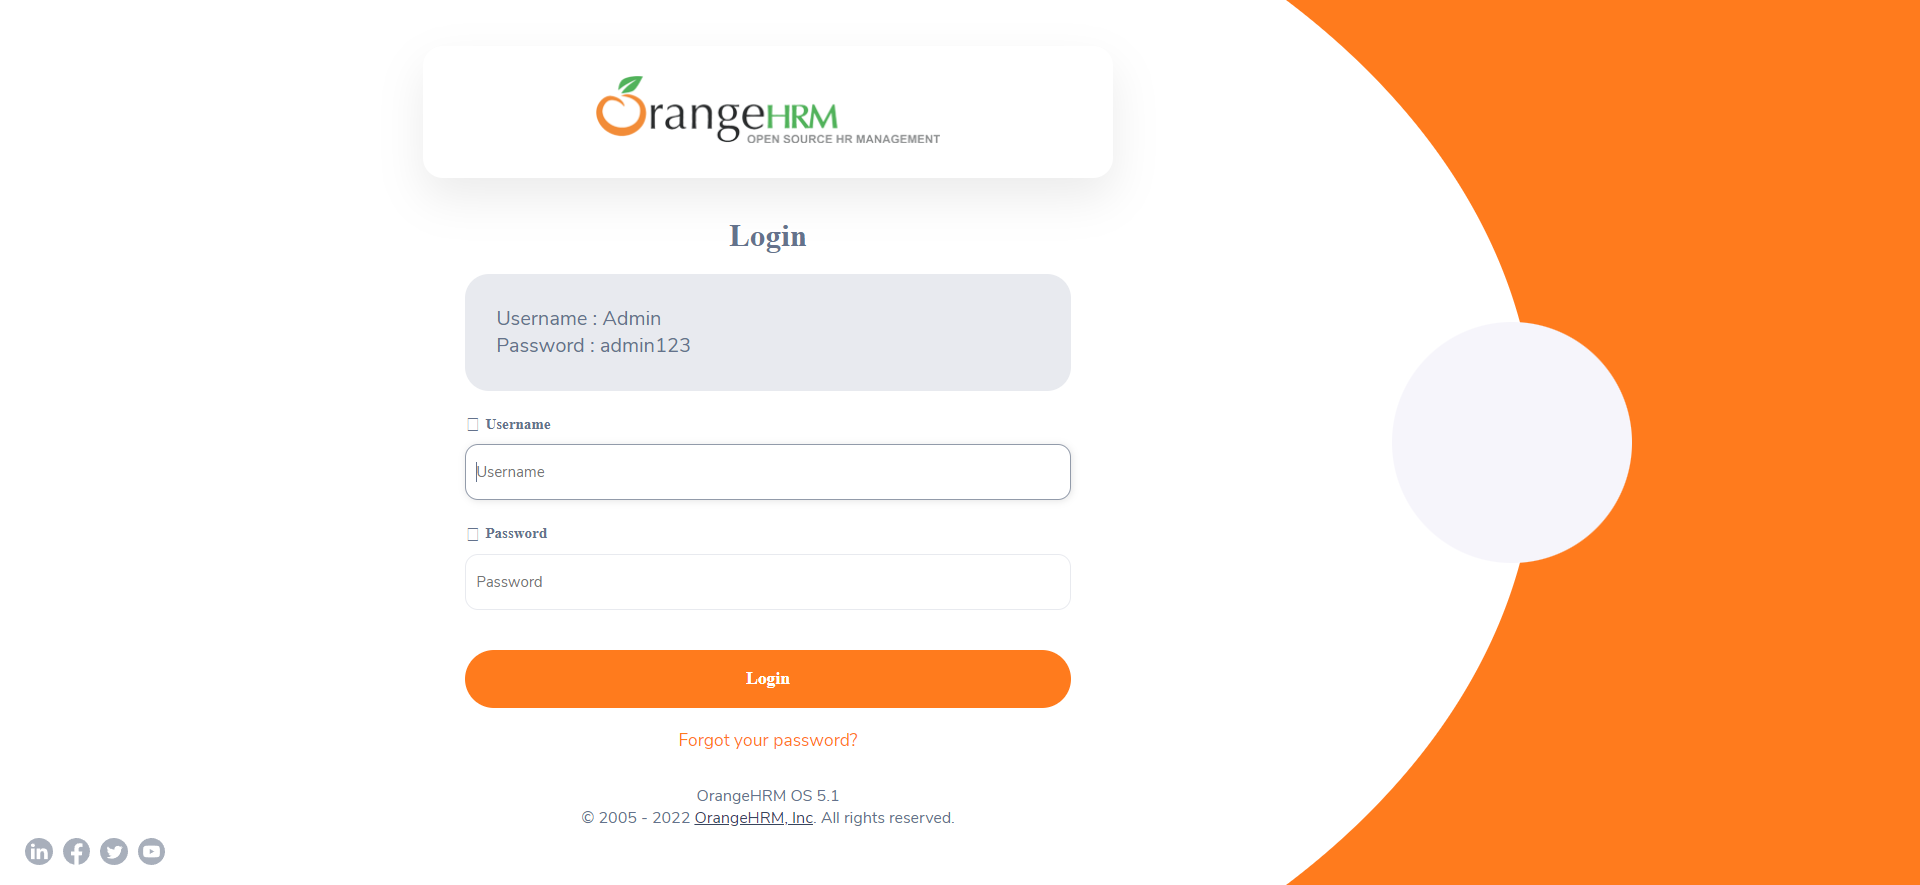 OrangeHRM
OPEN SOURCE HR MANAGEMENT
Login
Username : Admin
Password : admin123
Username
Username
Password
Password
Login
Forgot your password?
OrangeHRM OS 5.1
© 2005 - 2022 OrangeHRM, Inc. All rights reserved.
in